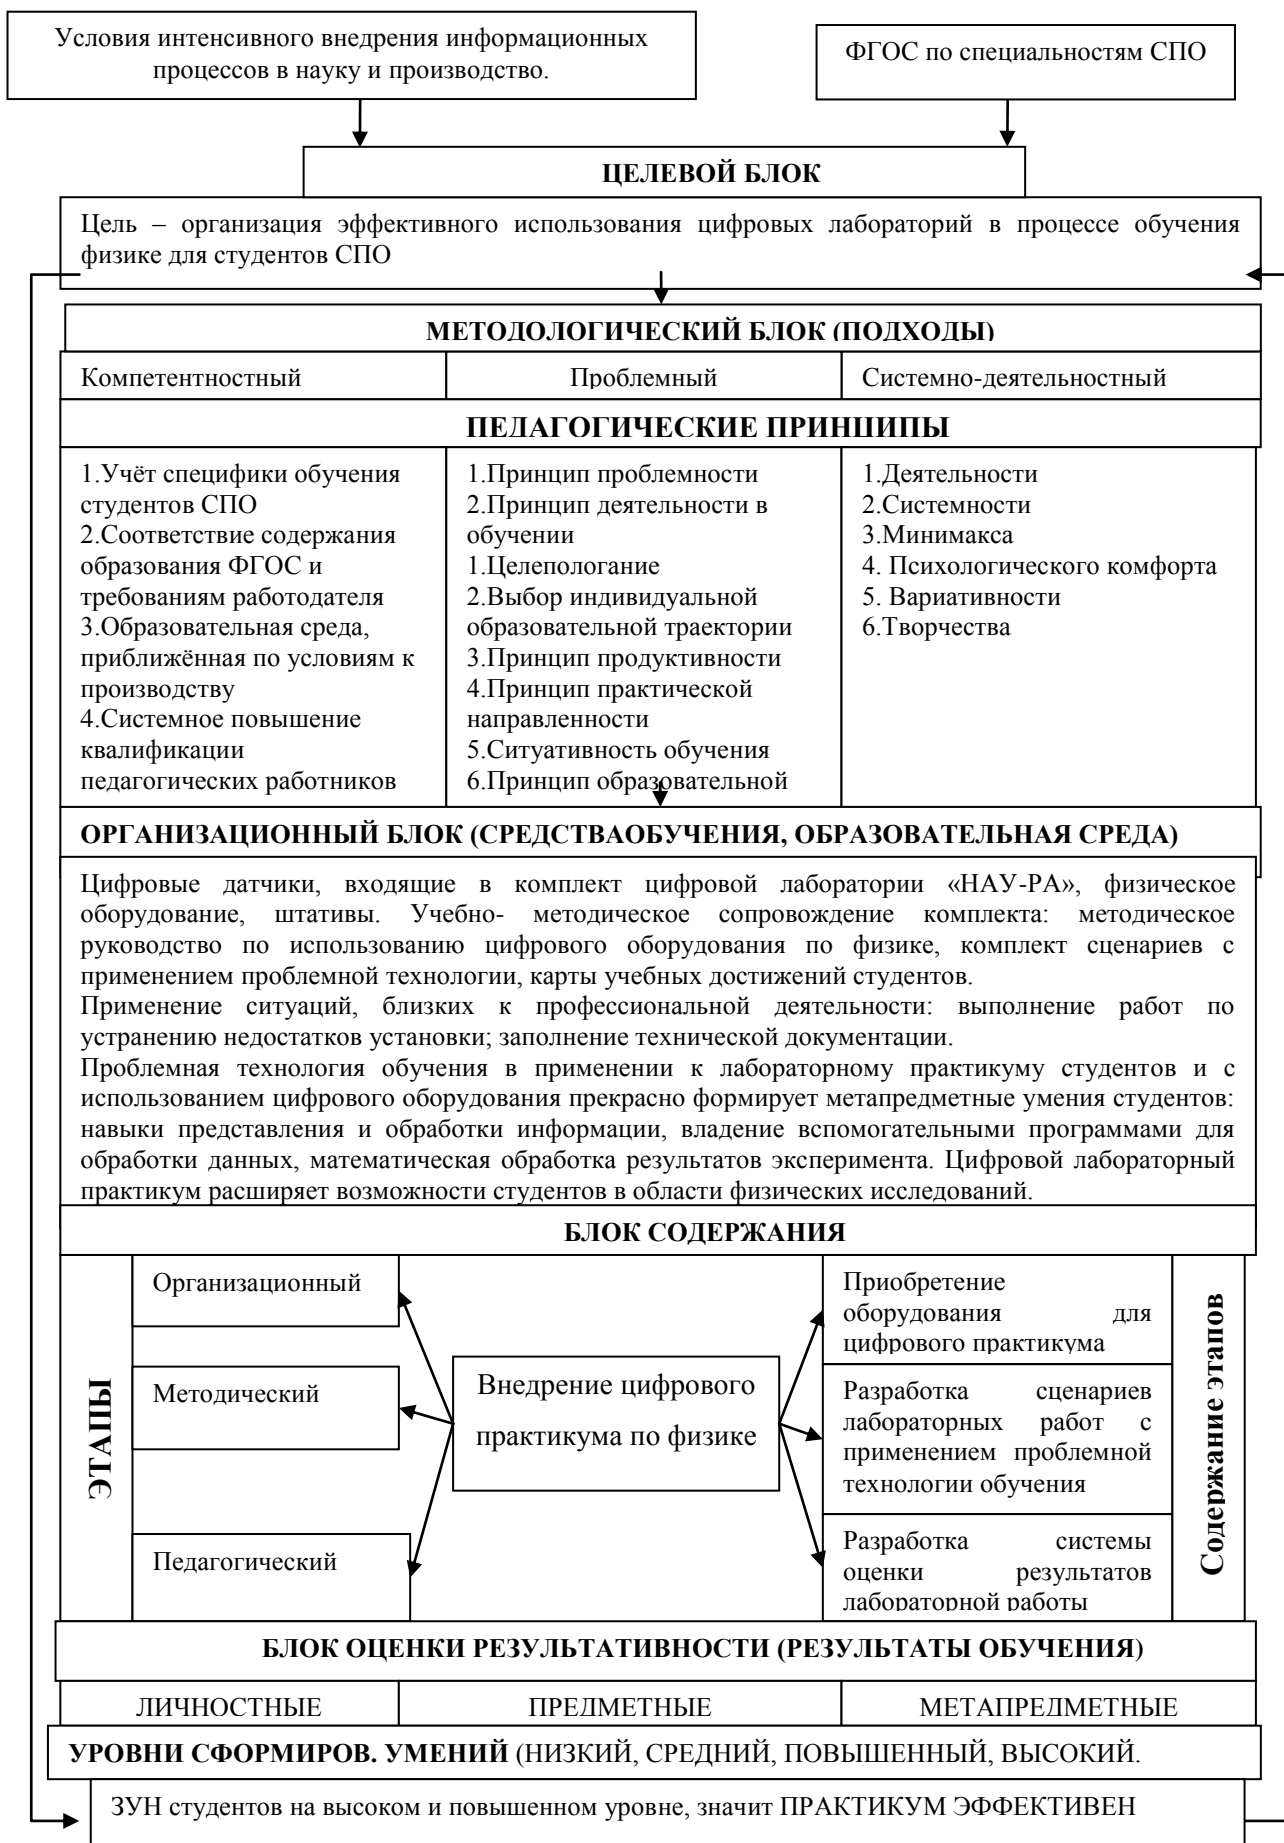 Условия интенсивного внедрения информационных
процессов в науку и производство.
ФГОС по специальностям СПО
ЦЕЛЕВОЙ БЛОК
Цель – организация эффективного использования цифровых лабораторий в процессе обучения
физике для студентов СПО
МЕТОДОЛОГИЧЕСКИЙ БЛОК (ПОДХОДЫ)
Компетентностный
Проблемный
Системно-деятельностный
ПЕДАГОГИЧЕСКИЕ ПРИНЦИПЫ
1.Учёт специфики обучения
студентов СПО
2.Соответствие содержания
образования ФГОС и
требованиям работодателя
3.Образовательная среда,
приближённая по условиям к
производству
4.Системное повышение
квалификации
педагогических работников
1.Принцип проблемности
2.Принцип деятельности в
обучении
1.Целепологание
2.Выбор индивидуальной
образовательной траектории
3.Принцип продуктивности
4.Принцип практической
направленности
5.Ситуативность обучения
6.Принцип образовательной
1.Деятельности
2.Системности
3.Минимакса
4. Психологического комфорта
5. Вариативности
6.Творчества
ОРГАНИЗАЦИОННЫЙ БЛОК (СРЕДСТВАОБУЧЕНИЯ, ОБРАЗОВАТЕЛЬНАЯ СРЕДА)
Цифровые датчики, входящие в комплект цифровой лаборатории «НАУ-РА», физическое
оборудование, штативы. Учебно- методическое сопровождение комплекта: методическое
руководство по использованию цифрового оборудования по физике, комплект сценариев с
применением проблемной технологии, карты учебных достижений студентов.
Применение ситуаций, близких к профессиональной деятельности: выполнение работ по
устранению недостатков установки; заполнение технической документации.
Проблемная технология обучения в применении к лабораторному практикуму студентов и с
использованием цифрового оборудования прекрасно формирует метапредметные умения студентов:
навыки представления и обработки информации, владение вспомогательными программами для
обработки данных, математическая обработка результатов эксперимента. Цифровой лабораторный
практикум расширяет возможности студентов в области физических исследований.
БЛОК СОДЕРЖАНИЯ
ЭТАПЫ
Организационный
Методический
Педагогический
Внедрение цифрового
практикума по физике
Приобретение
оборудования для
цифрового практикума
Разработка сценариев
лабораторных работ с
применением проблемной
технологии обучения
Разработка системы
оценки результатов
лабораторной работы
Содержание этапов
БЛОК ОЦЕНКИ РЕЗУЛЬТАТИВНОСТИ (РЕЗУЛЬТАТЫ ОБУЧЕНИЯ)
ЛИЧНОСТНЫЕ
ПРЕДМЕТНЫЕ
МЕТАПРЕДМЕТНЫЕ
УРОВНИ СФОРМИРОВ. УМЕНИЙ (НИЗКИЙ, СРЕДНИЙ, ПОВЫШЕННЫЙ, ВЫСОКИЙ.
ЗУН студентов на высоком и повышенном уровне, значит ПРАКТИКУМ ЭФФЕКТИВЕН